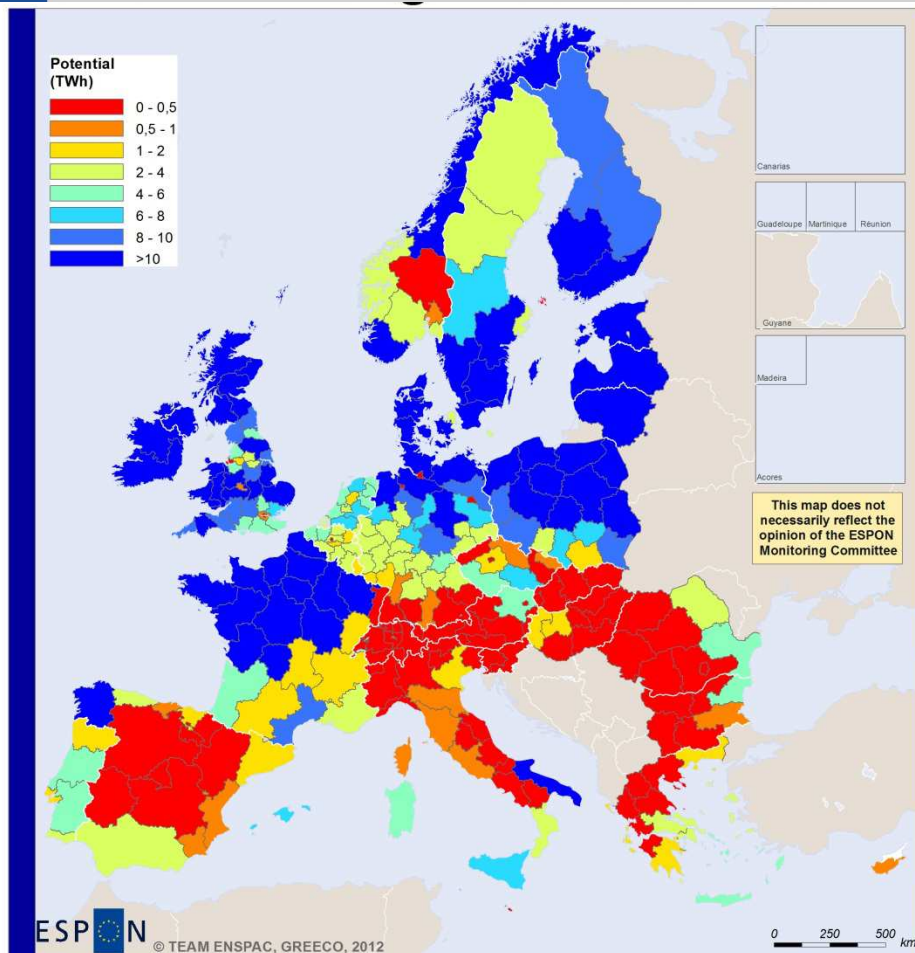 Potential
(TWh)
0 - 0,5
0,5 - 1
1 - 2
2 - 4
4 - 6
6 - 8
8 - 10
>10
Canarias
Guadeloupe Martinique Réunion
Guyane
Madeira
Acores
This map does not
necessarily reflect the
opinion of the ESPON
Monitoring Committee
ESPON
© TEAM ENSPAC, GREECO, 2012
0 250 500
km